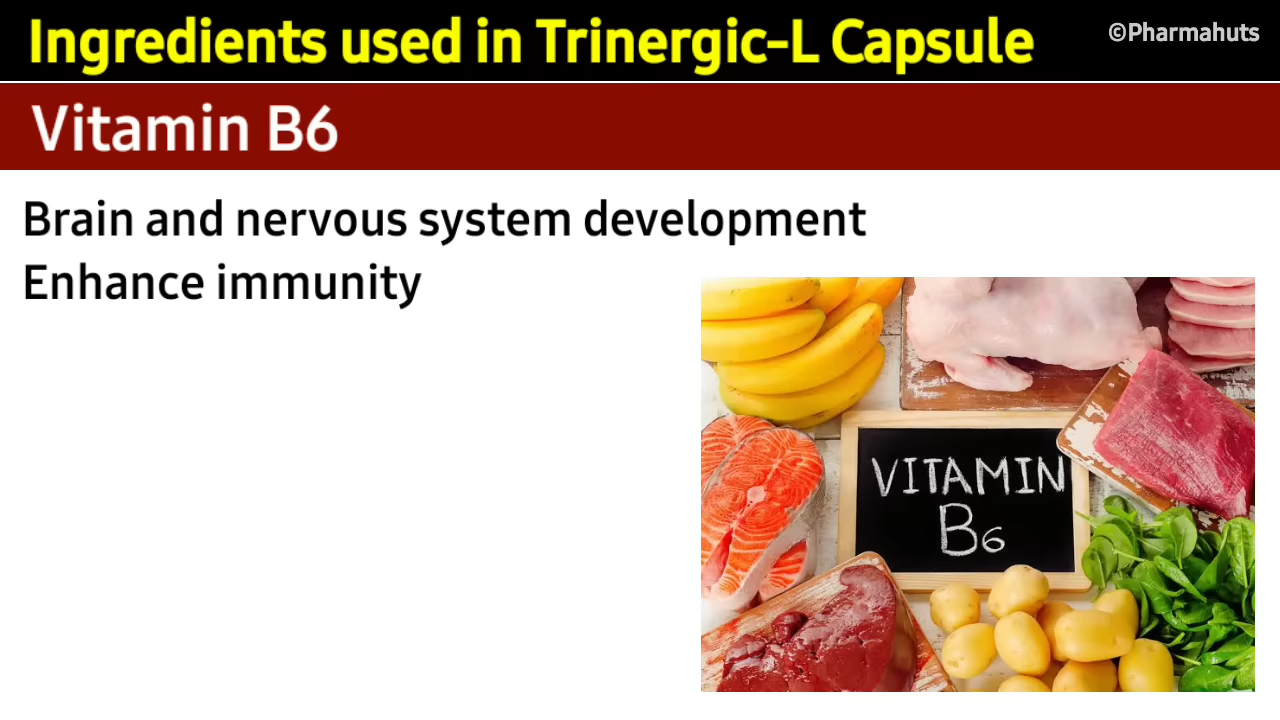 Ingredients used in Trinergic-L Capsule
©Pharmahuts
Vitamin B6
Brain and nervous system development
Enhance immunity
VITAMIN
B6